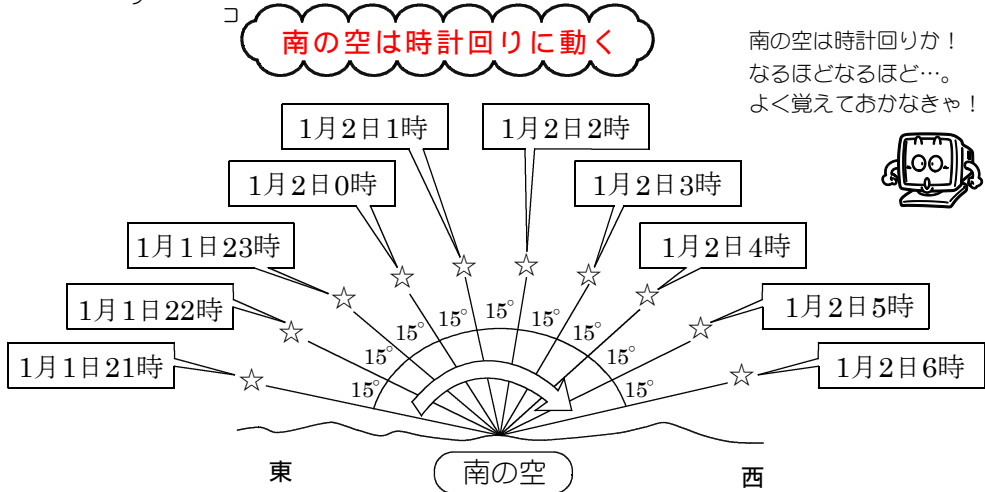 コ
南の空は時計回りに動く
南の空は時計回りか！
なるほどなるほど…。
よく覚えておかなきゃ！
1月2日1時
1月2日2時
1月2日0時
1月2日3時
1月1日23時
1月2日4時
1月1日22時
1月2日5時
1月1日21時
1月2日6時
15°
15°
15°
15°
15°
15°
15°
15°
15°
東
南の空
西